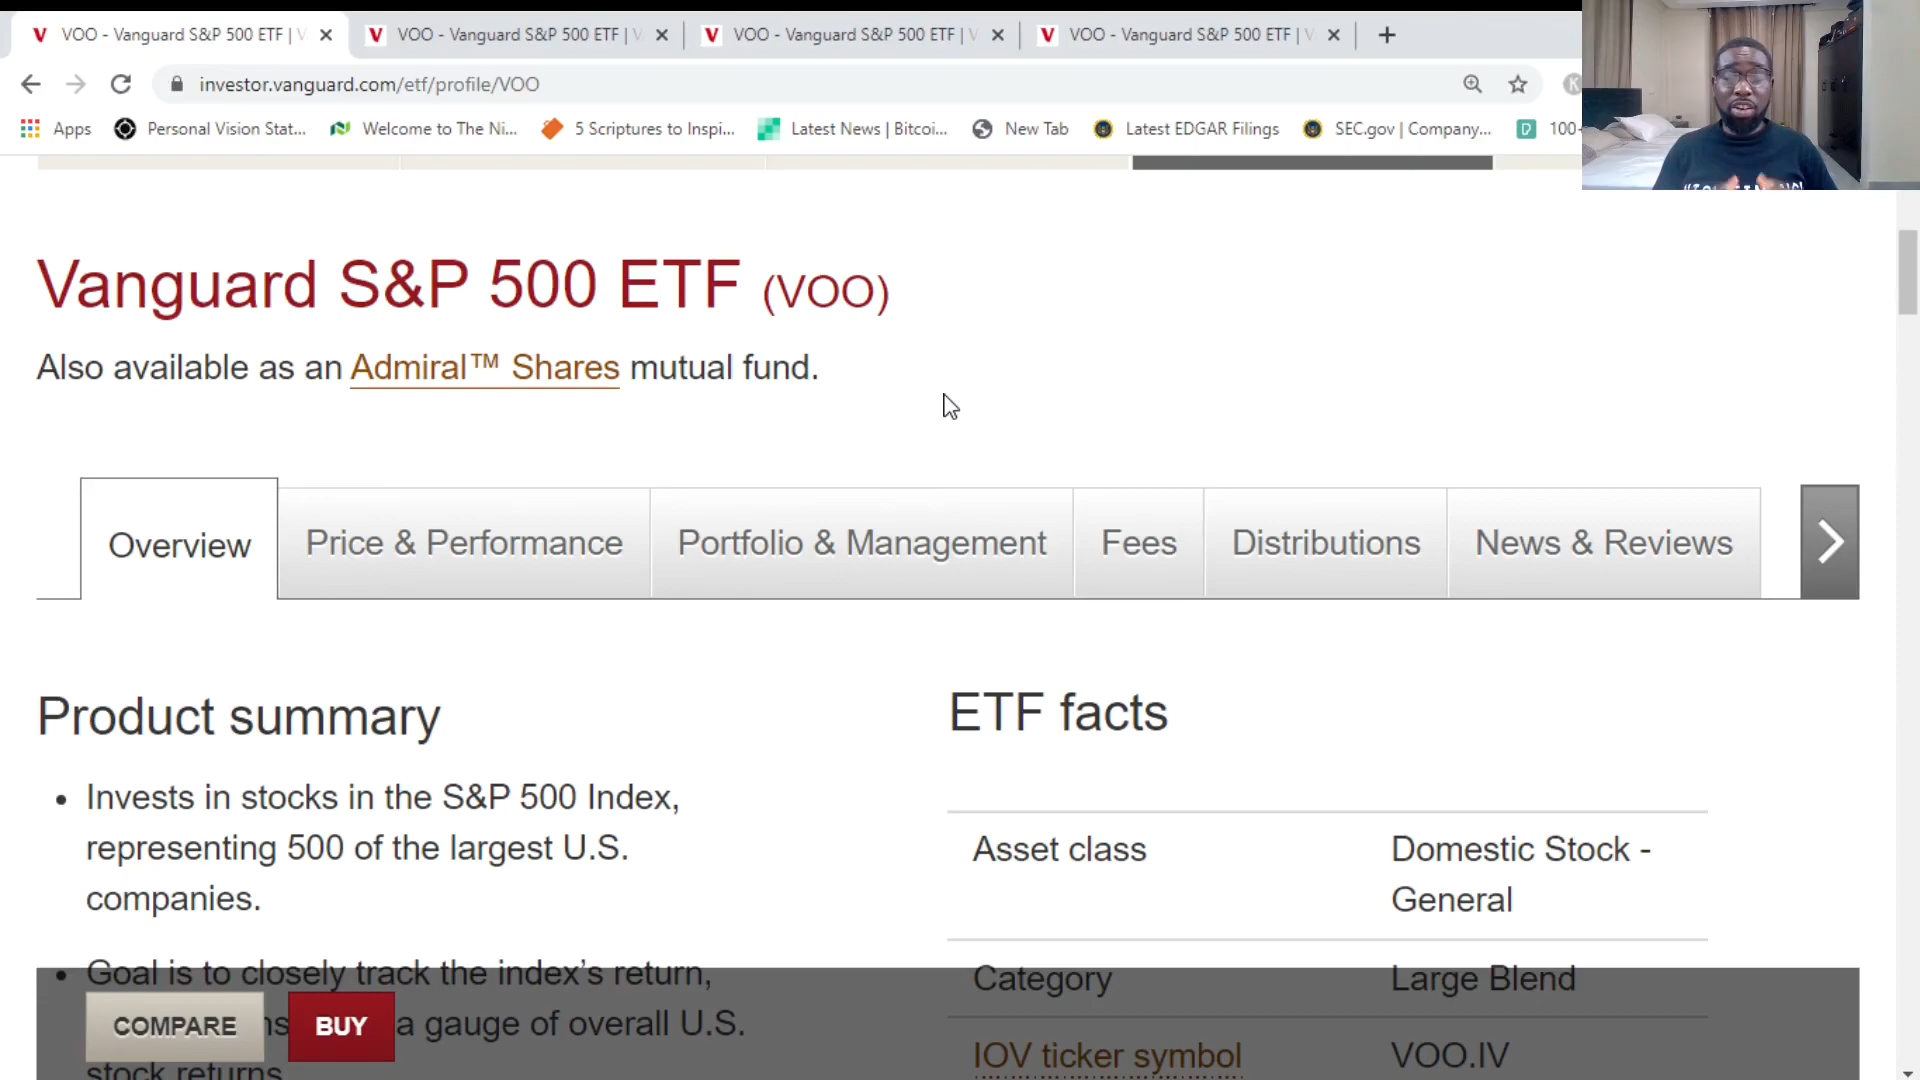 VOO - Vanguard S&P 500 ETF | V
VOO - Vanguard S&P 500 ETF | V
VOO - Vanguard S&P 500 ETF | V
VOO - Vanguard S&P 500 ETF | V
investor.vanguard.com/etf/profile/VOO
K
Apps
Personal Vision Stat...
Welcome to The Ni...
5 Scriptures to Inspi...
Latest News | Bitcoi...
New Tab
Latest EDGAR Filings
SEC.gov | Company...
100+
Vanguard S&P 500 ETF (VOO)
Also available as an Admiral™ Shares mutual fund.
Overview
Price & Performance
Portfolio & Management
Fees
Distributions
News & Reviews
Product summary
• Invests in stocks in the S&P 500 Index,
representing 500 of the largest U.S.
companies.
• Goal is to closely track the index's return,
a gauge of overall U.S.
stock returns
COMPARE
BUY
ETF facts
Asset class
Domestic Stock -
General
Category
Large Blend
IOV ticker symbol
VOO.IV